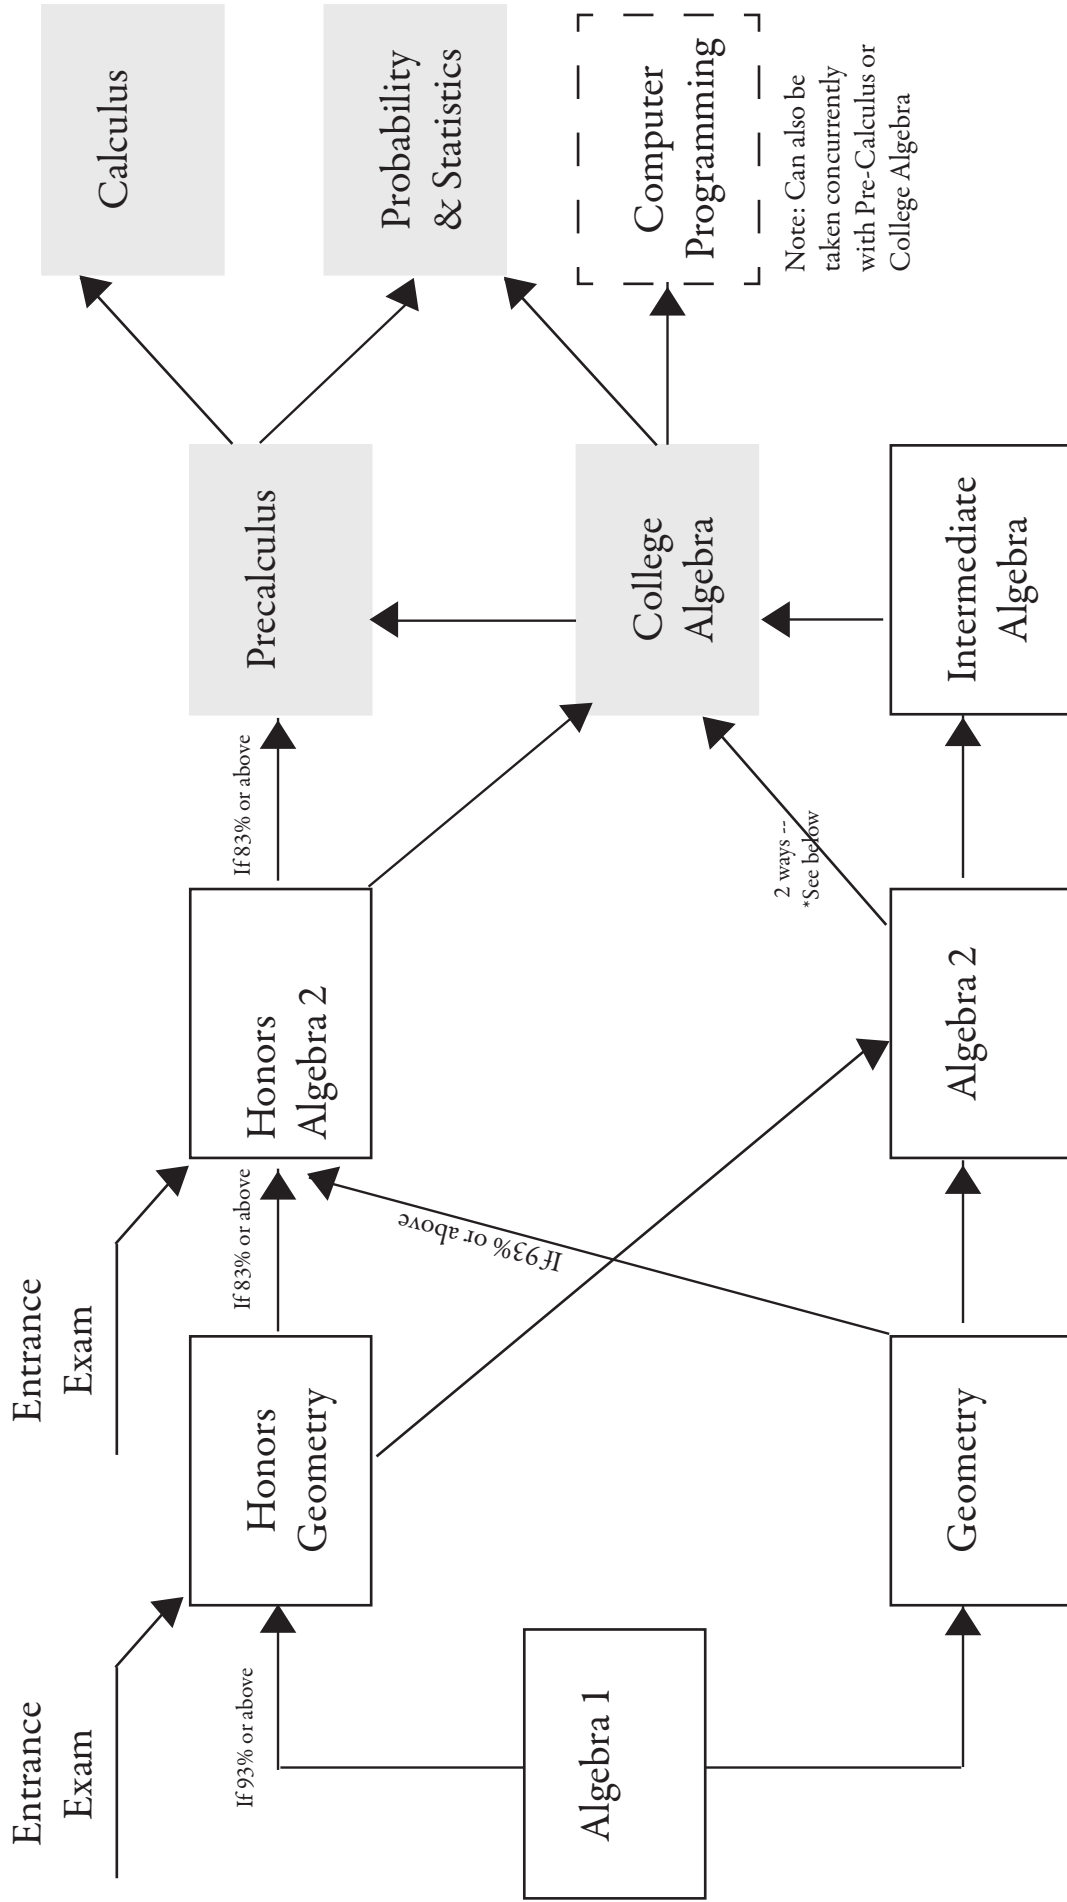 Entrance
Exam
Entrance
Exam
If 93% or above
Honors
Geometry
If 83% or above
Honors
Algebra 2
If 83% or above
Precalculus
Calculus
Probability
& Statistics
Algebra 1
If 93% or above
2 ways --
*See below
College
Algebra
Computer
Programming
Note: Can also be
taken concurrently
with Pre-Calculus or
College Algebra
Geometry
Algebra 2
Intermediate
Algebra